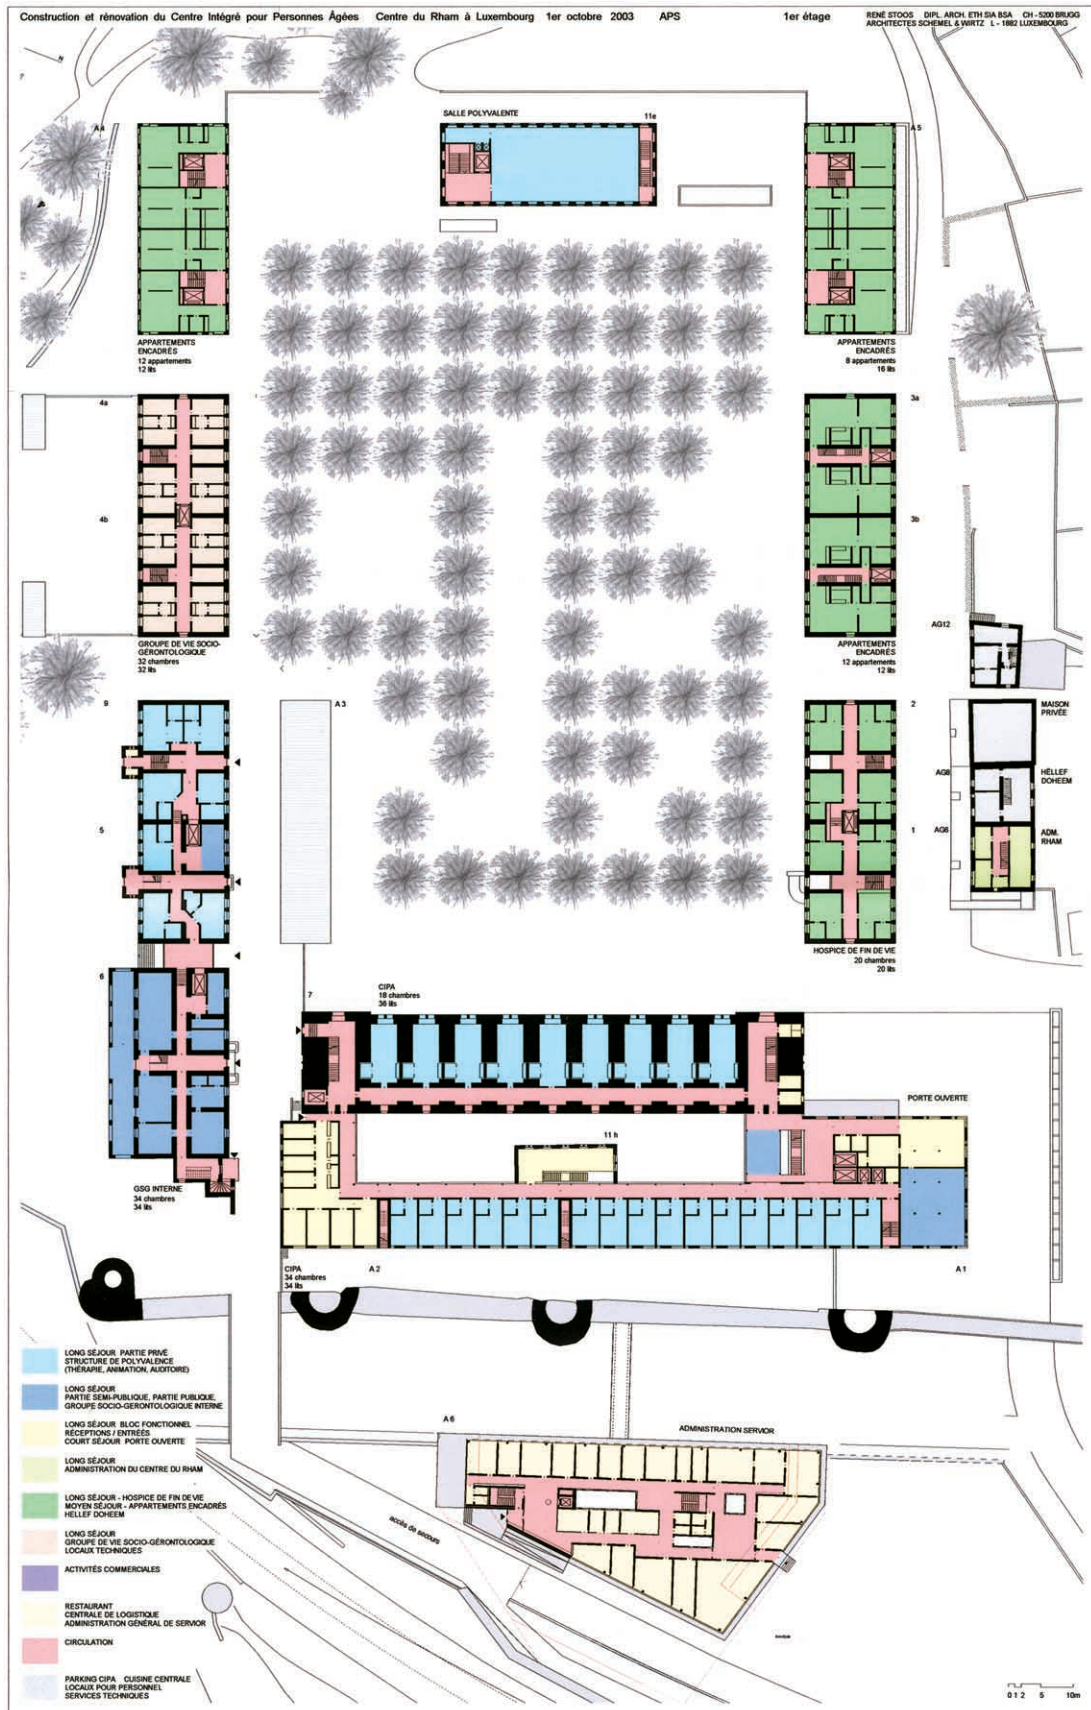 Construction et rénovation du Centre Intégré pour Personnes Âgées Centre du Rham à Luxembourg 1er octobre 2003 APS 1er étage
RENÉ STOOS DIPL. ARCH. ETH SIA BSA CH - 5200 BRUGG
ARCHITECTES SCHEMEL & WIRTZ L - 1882 LUXEMBOURG
N
SALLE POLYVALENTE
11e
A 4
A 5
APPARTEMENTS
ENCADRÉS
12 appartements
12 lits
APPARTEMENTS
ENCADRÉS
8 appartements
16 lits
4a
3a
4b
3b
AG12
GROUPE DE VIE SOCIO-
GÉRONTOLOGIQUE
32 chambres
32 lits
APPARTEMENTS
ENCADRÉS
12 appartements
12 lits
9
A 3
2
MAISON
PRIVÉE
AG8
HËLLEF
DOHEEM
5
1
AG6
ADM.
RHAM
HOSPICE DE FIN DE VIE
20 chambres
20 lits
6
7
CIPA
18 chambres
36 lits
PORTE OUVERTE
11 h
GSG INTERNE
34 chambres
34 lits
CIPA
34 chambres
34 lits
A 2
A 1
LONG SÉJOUR PARTIE PRIVÉ
STRUCTURE DE POLYVALENCE
(THÉRAPIE, ANIMATION, AUDITOIRE)
LONG SÉJOUR
PARTIE SEMI-PUBLIQUE, PARTIE PUBLIQUE,
GROUPE SOCIO-GERONTOLOGIQUE INTERNE
LONG SÉJOUR BLOC FONCTIONNEL
RÉCEPTIONS / ENTRÉES
COURT SÉJOUR PORTE OUVERTE
LONG SÉJOUR
ADMINISTRATION DU CENTRE DU RHAM
LONG SÉJOUR - HOSPICE DE FIN DE VIE
MOYEN SÉJOUR - APPARTEMENTS ENCADRÉS
HELLEF DOHEEM
LONG SÉJOUR
GROUPE DE VIE SOCIO-GÉRONTOLOGIQUE
LOCAUX TECHNIQUES
ACTIVITÉS COMMERCIALES
RESTAURANT
CENTRALE DE LOGISTIQUE
ADMINISTRATION GÉNÉRAL DE SERVIOR
CIRCULATION
PARKING CIPA CUISINE CENTRALE
LOCAUX POUR PERSONNEL
SERVICES TECHNIQUES
A 6
ADMINISTRATION SERVIOR
accès de secours
0 1 2 5 10m